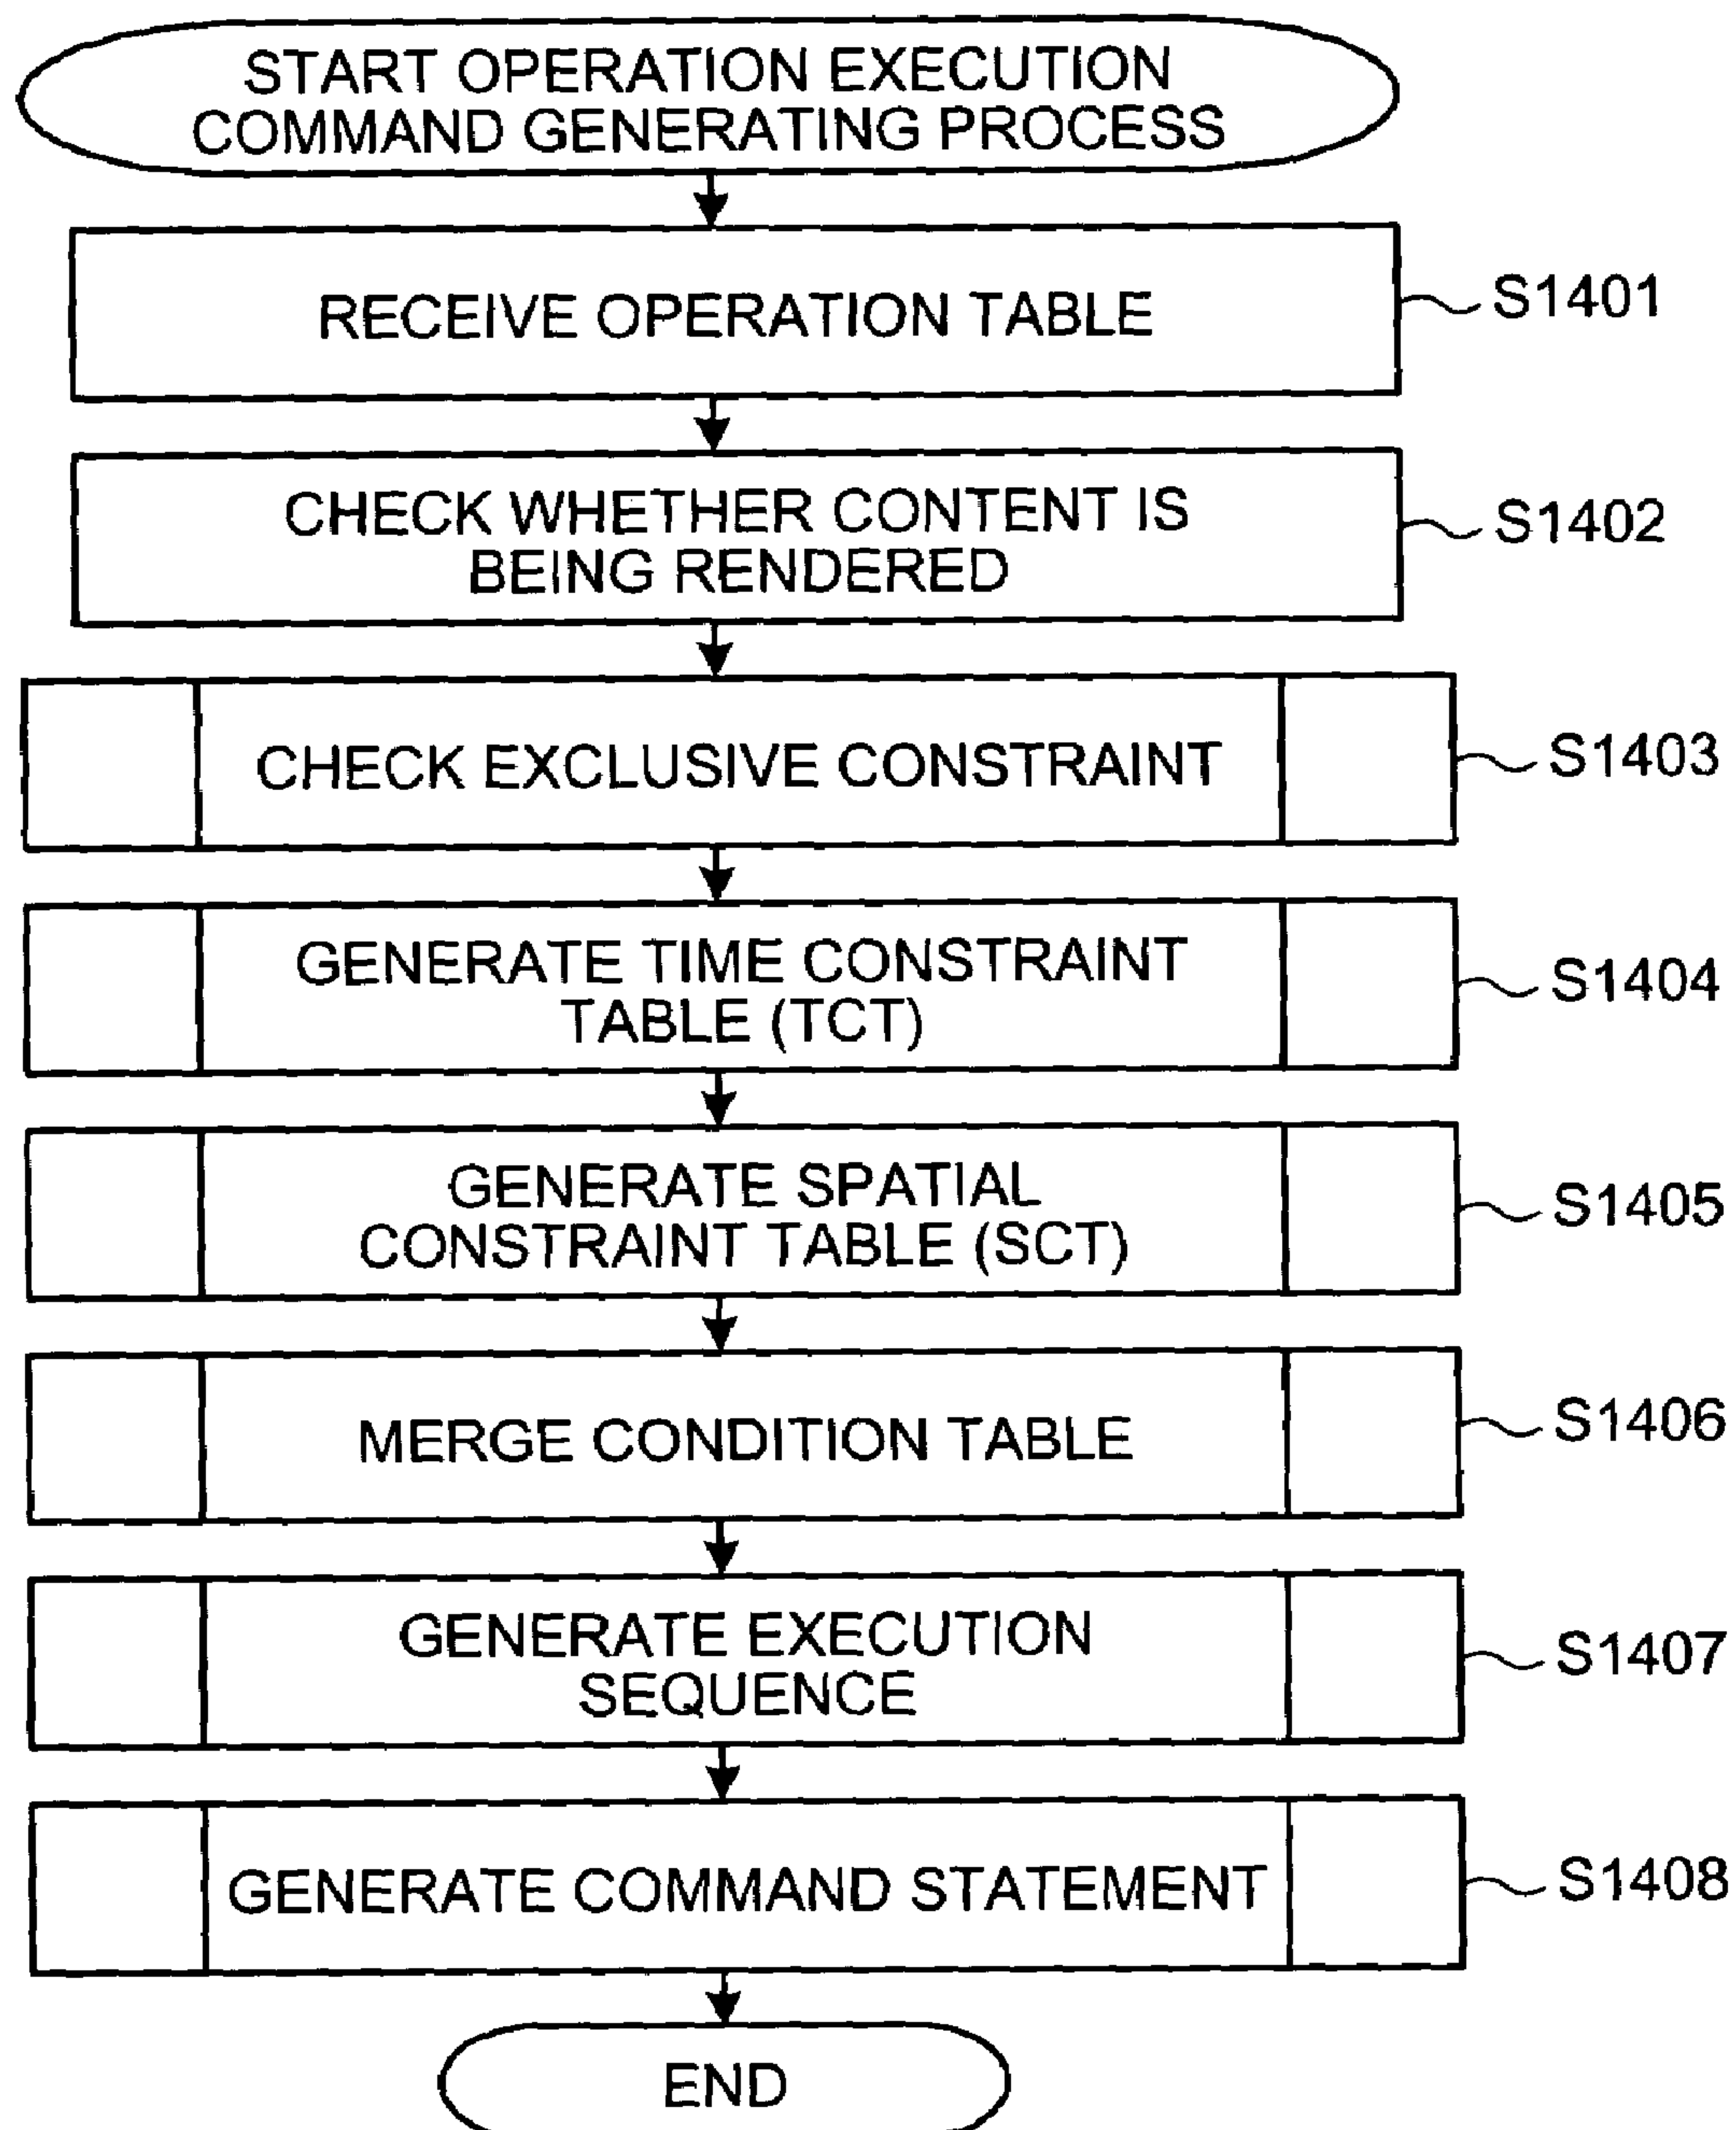 START OPERATION EXECUTION
COMMAND GENERATING PROCESS
RECEIVE OPERATION TABLE
S1401
CHECK WHETHER CONTENT IS
BEING RENDERED
S1402
CHECK EXCLUSIVE CONSTRAINT
S1403
GENERATE TIME CONSTRAINT
TABLE (TCT)
S1404
GENERATE SPATIAL
CONSTRAINT TABLE (SCT)
S1405
MERGE CONDITION TABLE
S1406
GENERATE EXECUTION
SEQUENCE
S1407
GENERATE COMMAND STATEMENT
S1408
END